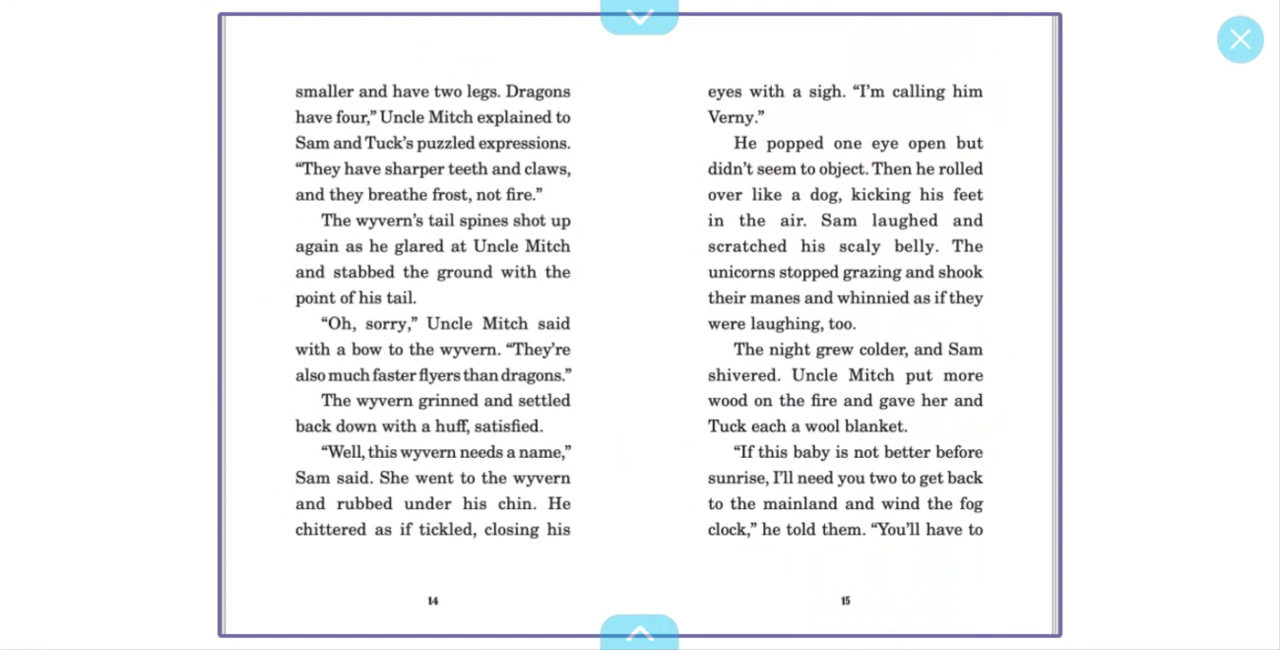 smaller and have two legs. Dragons
have four,” Uncle Mitch explained to
Sam and Tuck’s puzzled expressions.
“They have sharper teeth and claws,
and they breathe frost, not fire.”
The wyvern’s tail spines shot up
again as he glared at Uncle Mitch
and stabbed the ground with the
point of his tail.
“Oh, sorry,” Uncle Mitch said
with a bow to the wyvern. “They’re
also much faster flyers than dragons.”
The wyvern grinned and settled
back down with a huff, satisfied.
“Well, this wyvern needs a name,”
Sam said. She went to the wyvern
and rubbed under his chin. He
chittered as if tickled, closing his
14
eyes with a sigh. “I’m calling him
Verny.”
He popped one eye open but
didn’t seem to object. Then he rolled
over like a dog, kicking his feet
in the air. Sam laughed and
scratched his scaly belly. The
unicorns stopped grazing and shook
their manes and whinnied as if they
were laughing, too.
The night grew colder, and Sam
shivered. Uncle Mitch put more
wood on the fire and gave her and
Tuck each a wool blanket.
“If this baby is not better before
sunrise, I’ll need you two to get back
to the mainland and wind the fog
clock,” he told them. “You’ll have to
15